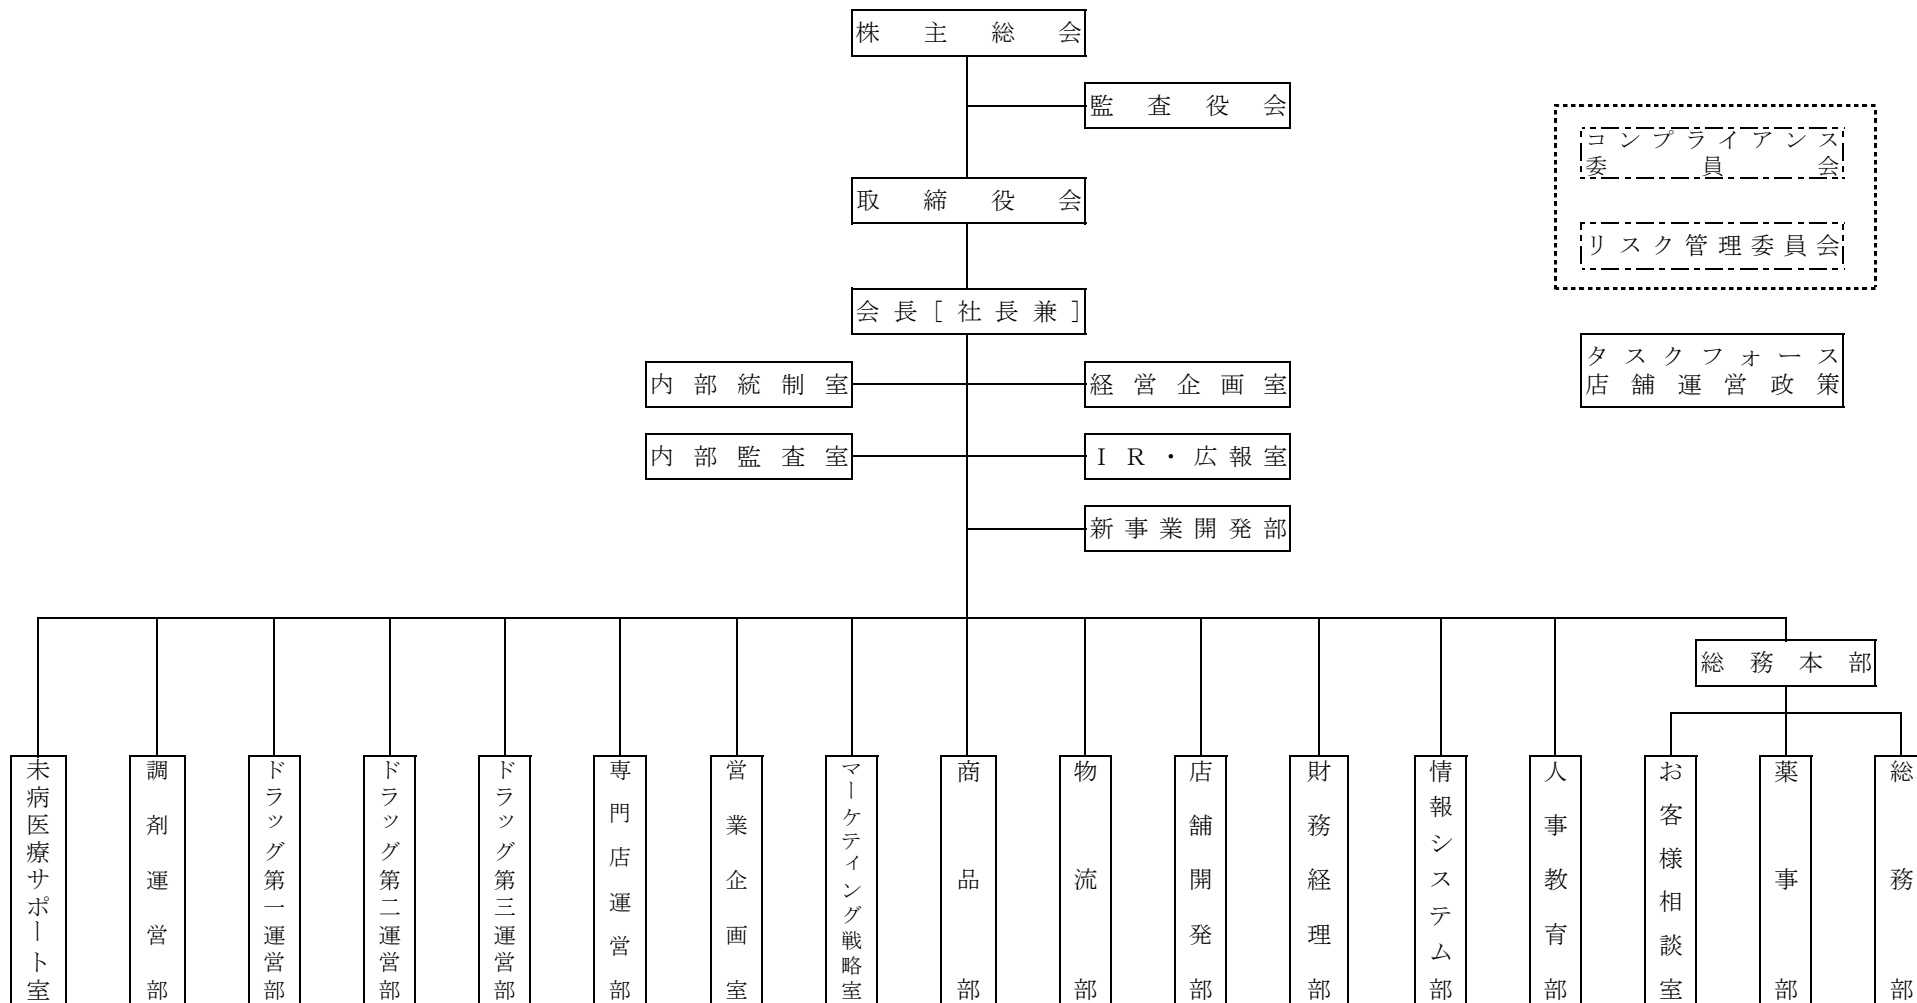 株主総会
監査役会
コンプライアンス
委員会
取締役会
リスク管理委員会
会長[社長兼]
タスクフォース
店舗運営政策
内部統制室
経営企画室
内部監査室
ＩＲ・広報室
新事業開発部
総務本部
未病医療サポート室
調剤運営部
ドラッグ第一運営部
ドラッグ第二運営部
ドラッグ第三運営部
専門店運営部
営業企画室
マーケティング戦略室
商品部
物流部
店舗開発部
財務経理部
情報システム部
人事教育部
お客様相談室
薬事部
総務部